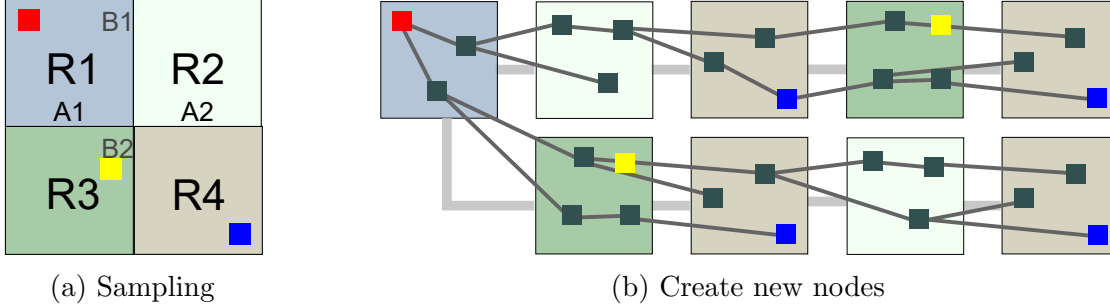 B1
R1 R2
A1 A2
B2
R3 R4
(a) Sampling
(b) Create new nodes